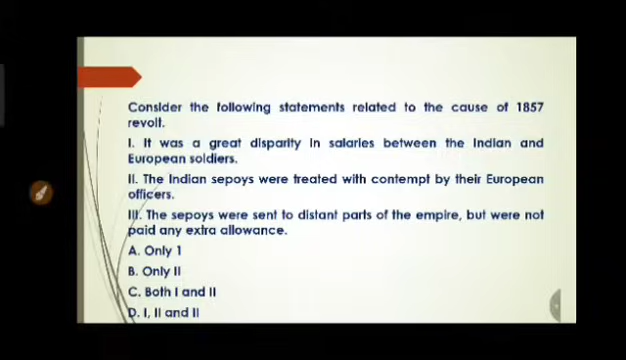 Consider the following statements related to the cause of 1857
revolt.
I. It was a great disparity in salaries between the Indian and
European soldiers.
II. The Indian sepoys were treated with contempt by their European
officers.
III. The sepoys were sent to distant parts of the empire, but were not
paid any extra allowance.
A. Only 1
B. Only II
C. Both I and II
D. I, II and II